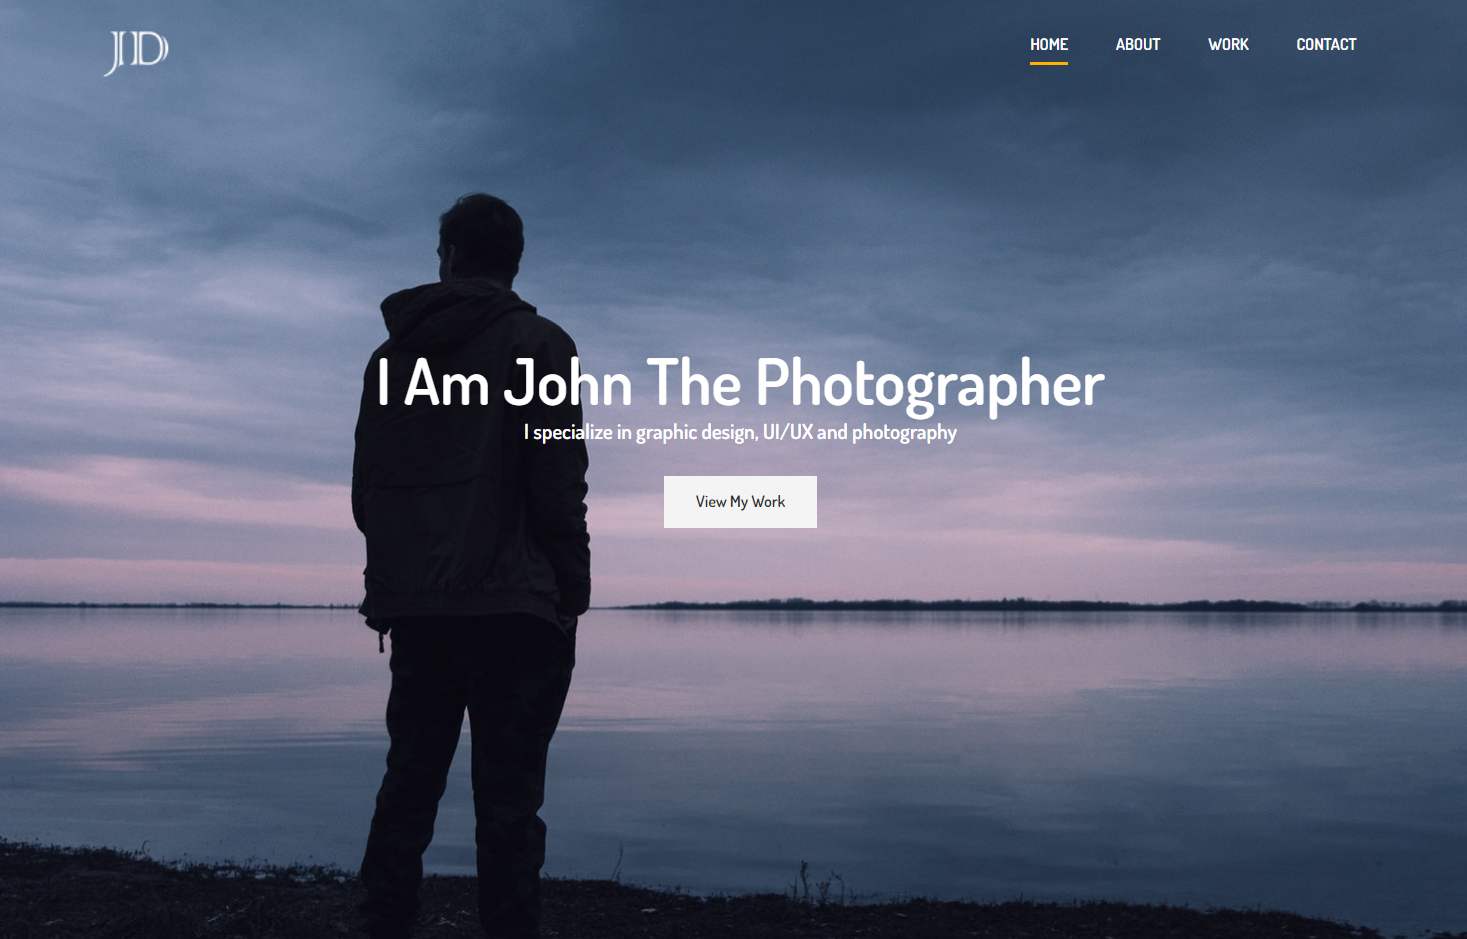 JD
HOME ABOUT WORK CONTACT
I Am John The Photographer
I specialize in graphic design, UI/UX and photography
View My Work